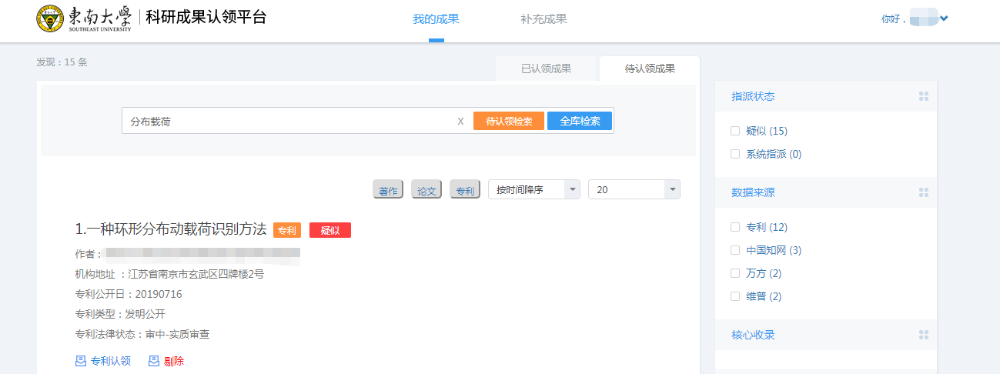 東南大學 科研成果认领平台 我的成果 补充成果 你好，
SOUTHEAST UNIVERSITY
发现：15 条
已认领成果 待认领成果
分布载荷 X 待认领检索 全库检索
著作 论文 专利 按时间降序 20
1.一种环形分布动载荷识别方法 专利 疑似
作者：
机构地址 ：江苏省南京市玄武区四牌楼2号
专利公开日：20190716
专利类型：发明公开
专利法律状态：审中-实质审查
专利认领 剔除
指派状态
疑似 (15)
系统指派 (0)
数据来源
专利 (12)
中国知网 (3)
万方 (2)
维普 (2)
核心收录